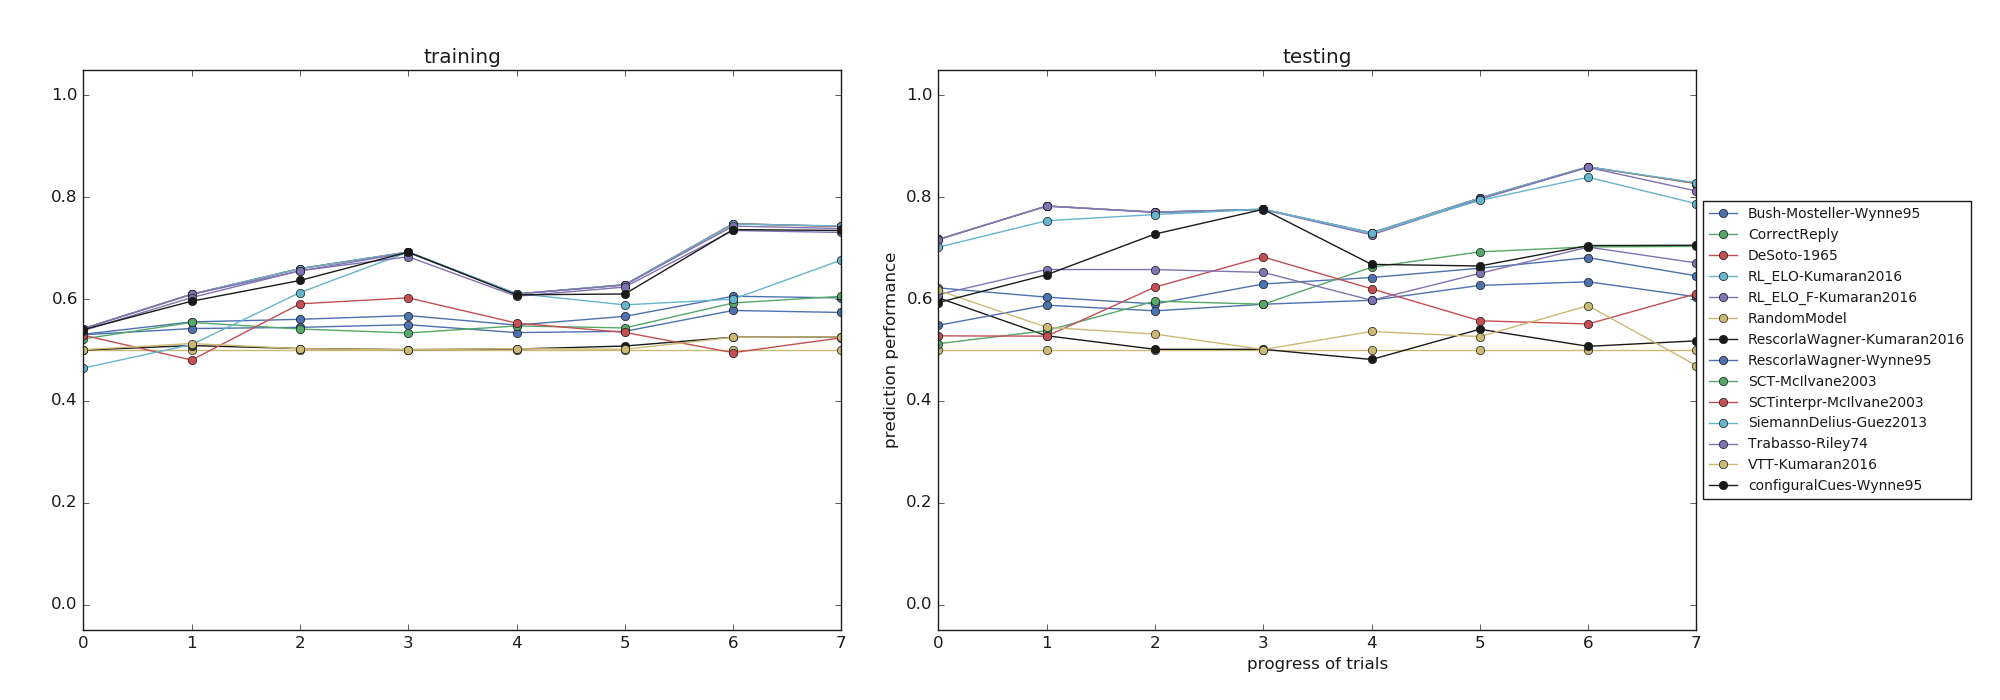 training
1.0
0.8
0.6
0.4
0.2
0.0
0 1 2 3 4 5 6 7
testing
prediction performance
1.0
0.8
0.6
0.4
0.2
0.0
0 1 2 3 4 5 6 7
progress of trials
Bush-Mosteller-Wynne95
CorrectReply
DeSoto-1965
RL_ELO-Kumaran2016
RL_ELO_F-Kumaran2016
RandomModel
RescorlaWagner-Kumaran2016
RescorlaWagner-Wynne95
SCT-McIlvane2003
SCTinterpr-McIlvane2003
SiemannDelius-Guez2013
Trabasso-Riley74
VTT-Kumaran2016
configuralCues-Wynne95